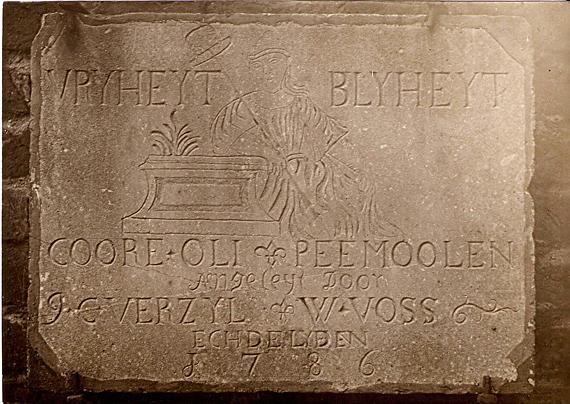 VRYHEYT BLYHEYT
COORE OLI PEEMOOLEN
Angeleyt Door
J C VERZYL W VOSS
ECHDELYDEN
1786